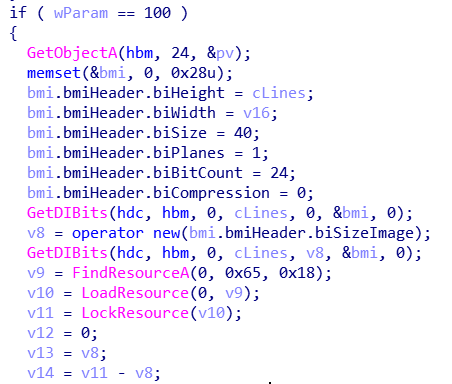 if ( wParam == 100 )
{
GetObjectA(hbm, 24, &pv);
memset(&bmi, 0, 0x28u);
bmi.bmiHeader.biHeight = cLines;
bmi.bmiHeader.biWidth = v16;
bmi.bmiHeader.biSize = 40;
bmi.bmiHeader.biPlanes = 1;
bmi.bmiHeader.biBitCount = 24;
bmi.bmiHeader.biCompression = 0;
GetDIBits(hdc, hbm, 0, cLines, 0, &bmi, 0);
v8 = operator new(bmi.bmiHeader.biSizeImage);
GetDIBits(hdc, hbm, 0, cLines, v8, &bmi, 0);
v9 = FindResourceA(0, 0x65, 0x18);
v10 = LoadResource(0, v9);
v11 = LockResource(v10);
v12 = 0;
v13 = v8;
v14 = v11 - v8;